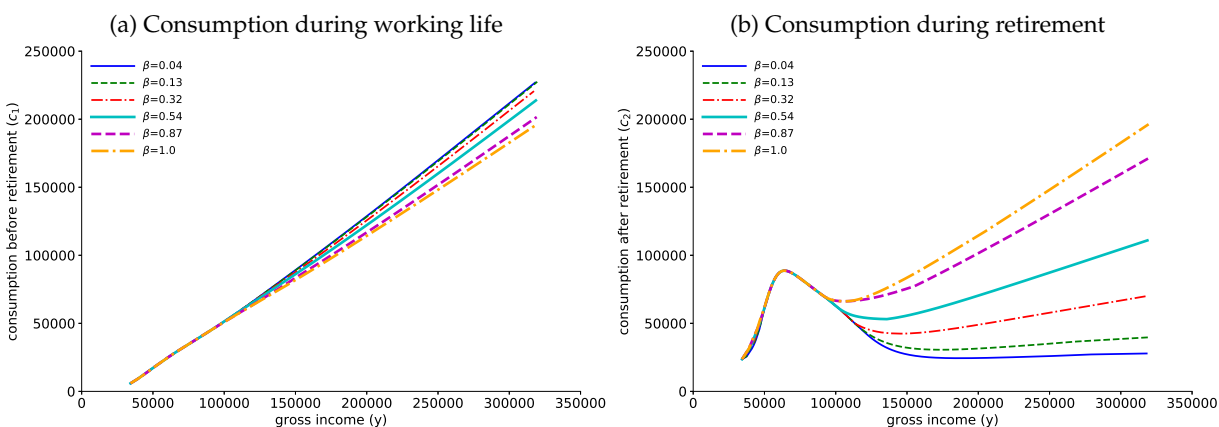 (a) Consumption during working life
250000
200000
150000
100000
50000
0
consumption before retirement (c₁)
β=0.04
β=0.13
β=0.32
β=0.54
β=0.87
β=1.0
0 50000 100000 150000 200000 250000 300000 350000
gross income (y)
(b) Consumption during retirement
250000
200000
150000
100000
50000
0
consumption after retirement (c₂)
β=0.04
β=0.13
β=0.32
β=0.54
β=0.87
β=1.0
0 50000 100000 150000 200000 250000 300000 350000
gross income (y)